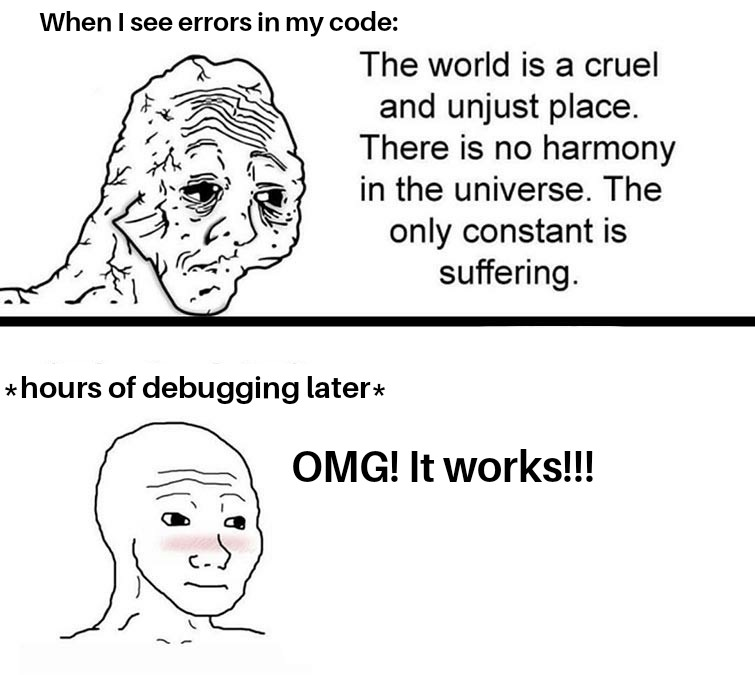 When I see errors in my code:
The world is a cruel
and unjust place.
There is no harmony
in the universe. The
only constant is
suffering.
*hours of debugging later*
OMG! It works!!!